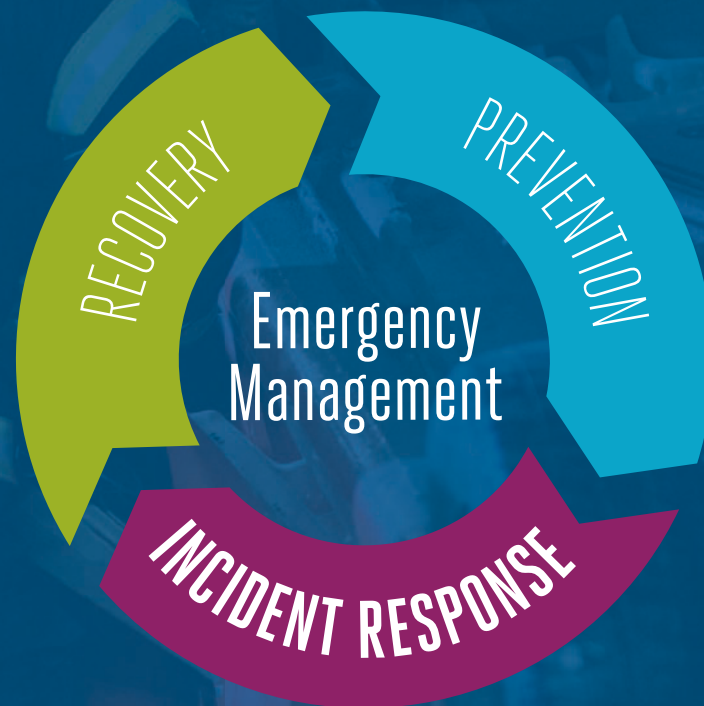 RECOVERY
PREVENTION
Emergency
Management
INCIDENT RESPONSE